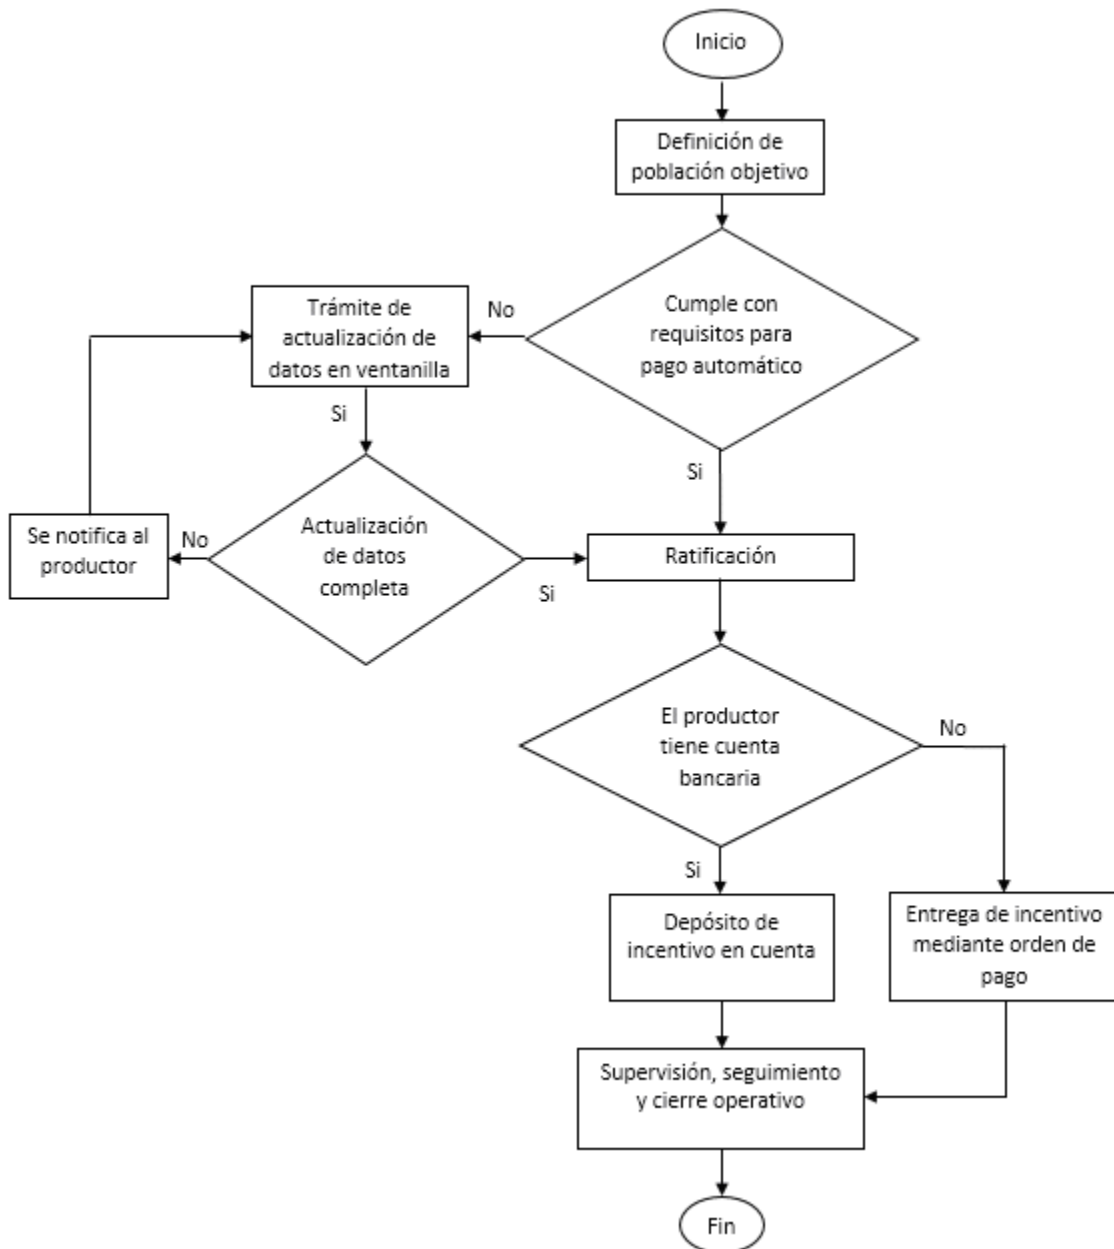 Inicio
Definición de
población objetivo
Cumple con
requisitos para
pago automático
No
Trámite de
actualización de
datos en ventanilla
Si
Si
Actualización
de datos
completa
No
Se notifica al
productor
Si
Ratificación
El productor
tiene cuenta
bancaria
No
Si
Depósito de
incentivo en cuenta
Entrega de incentivo
mediante orden de
pago
Supervisión, seguimiento
y cierre operativo
Fin